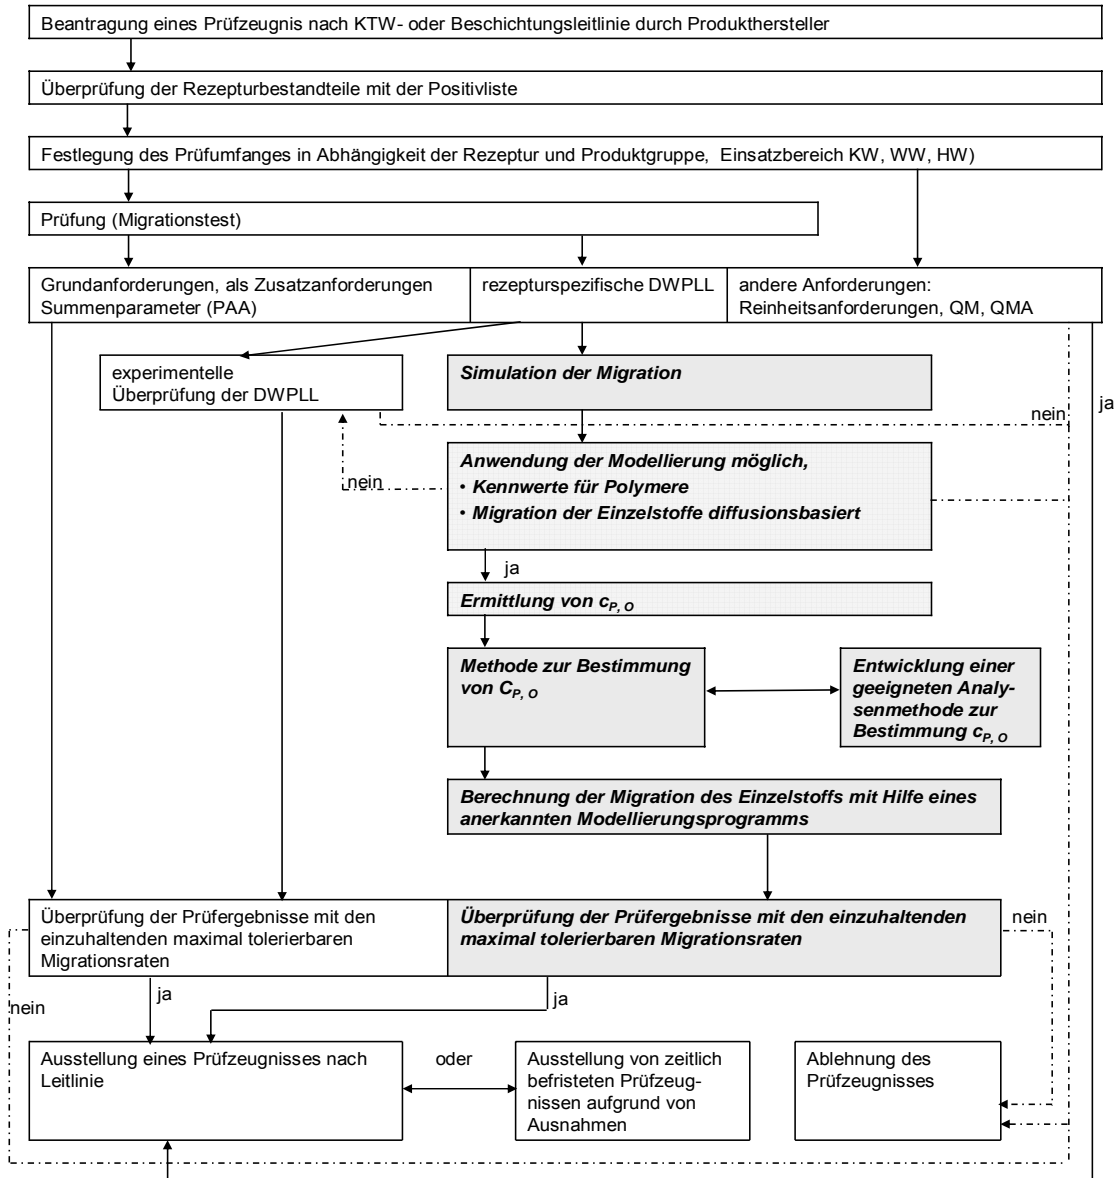 Beantragung eines Prüfzeugnis nach KTW- oder Beschichtungsleitlinie durch Produkthersteller
Überprüfung der Rezepturbestandteile mit der Positivliste
Festlegung des Prüfumfanges in Abhängigkeit der Rezeptur und Produktgruppe, Einsatzbereich KW, WW, HW)
Prüfung (Migrationstest)
Grundanforderungen, als Zusatzanforderungen
Summenparameter (PAA)
rezepturspezifische DWPLL
andere Anforderungen:
Reinheitsanforderungen, QM, QMA
experimentelle
Überprüfung der DWPLL
Simulation der Migration
nein
ja
Anwendung der Modellierung möglich,
• Kennwerte für Polymere
• Migration der Einzelstoffe diffusionsbasiert
nein
ja
Ermittlung von cP, O
Methode zur Bestimmung
von CP, O
Entwicklung einer
geeigneten Analy-
senmethode zur
Bestimmung cP, O
Berechnung der Migration des Einzelstoffs mit Hilfe eines
anerkannten Modellierungsprogramms
Überprüfung der Prüfergebnisse mit den
einzuhaltenden maximal tolerierbaren
Migrationsraten
Überprüfung der Prüfergebnisse mit den einzuhaltenden
maximal tolerierbaren Migrationsraten
nein
nein
ja
ja
Ausstellung eines Prüfzeugnisses nach
Leitlinie
oder
Ausstellung von zeitlich
befristeten Prüfzeug-
nissen aufgrund von
Ausnahmen
Ablehnung des
Prüfzeugnisses